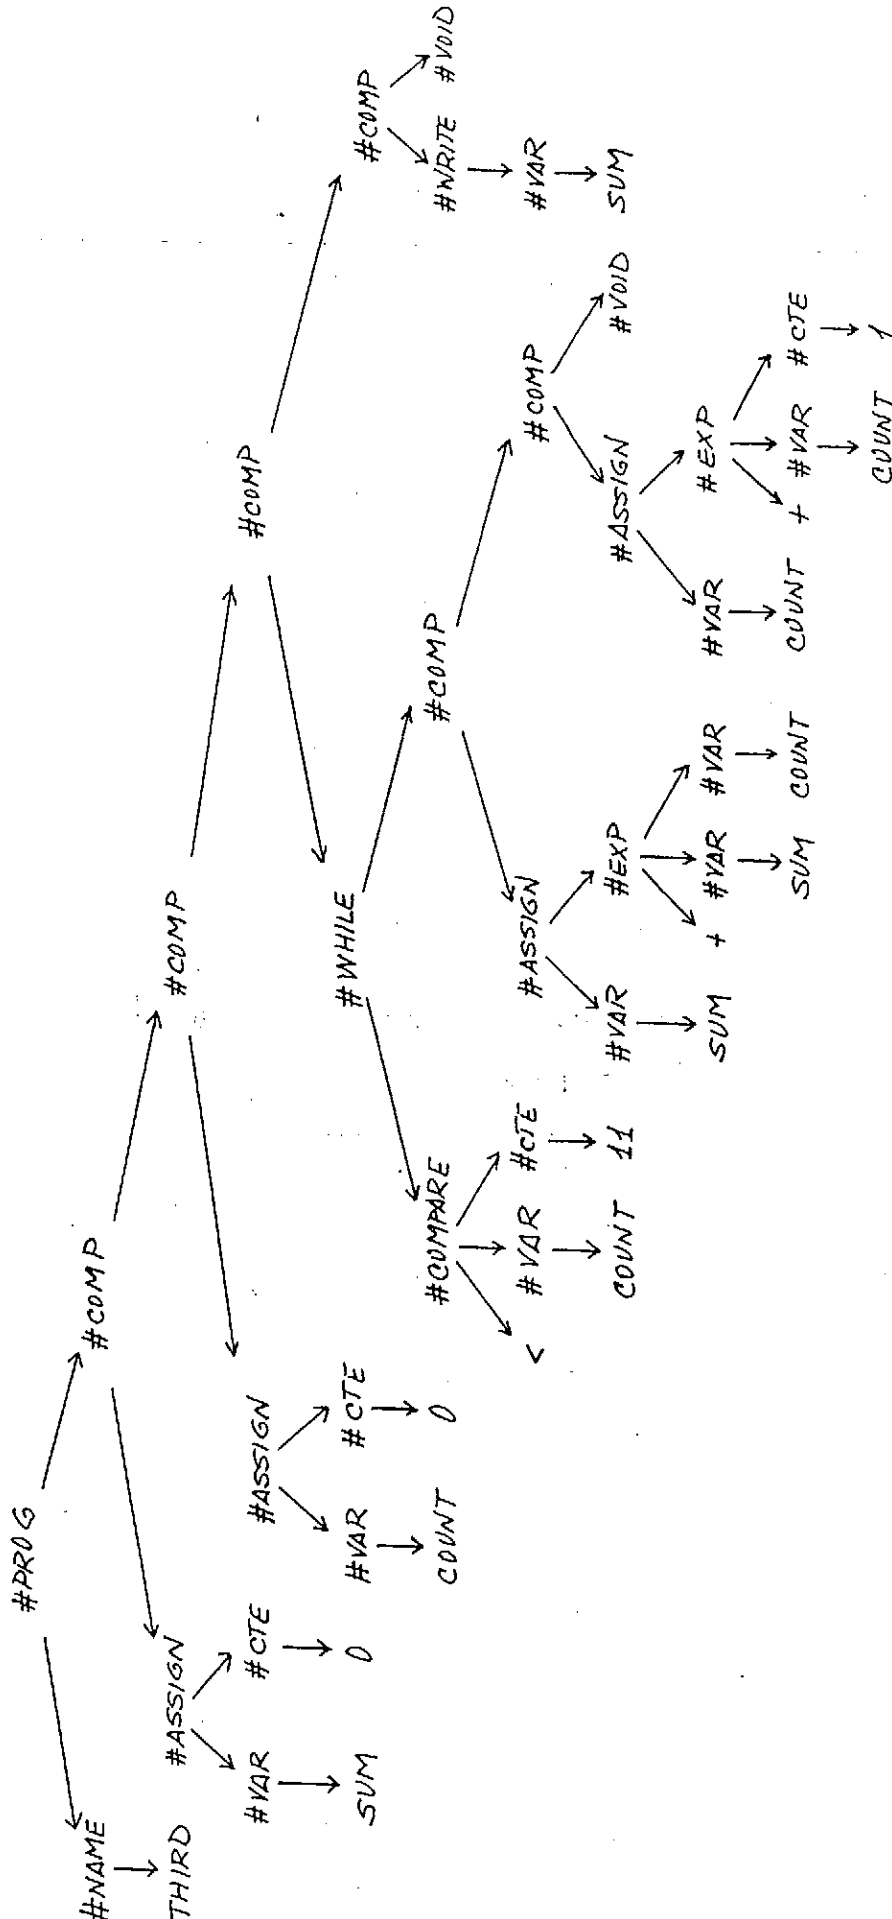 #PROG
#NAME #COMP
THIRD #ASSIGN #COMP
#VAR #CTE #ASSIGN #COMP
SUM 0 #VAR #CTE #WHILE #COMP
COUNT 0 #COMPARE #COMP #WRITE #VOID
< #VAR #CTE #ASSIGN #COMP #VAR
COUNT 11 #VAR #EXP #ASSIGN #VOID SUM
SUM + #VAR #VAR #VAR #EXP
SUM COUNT COUNT + #VAR #CTE
COUNT 1